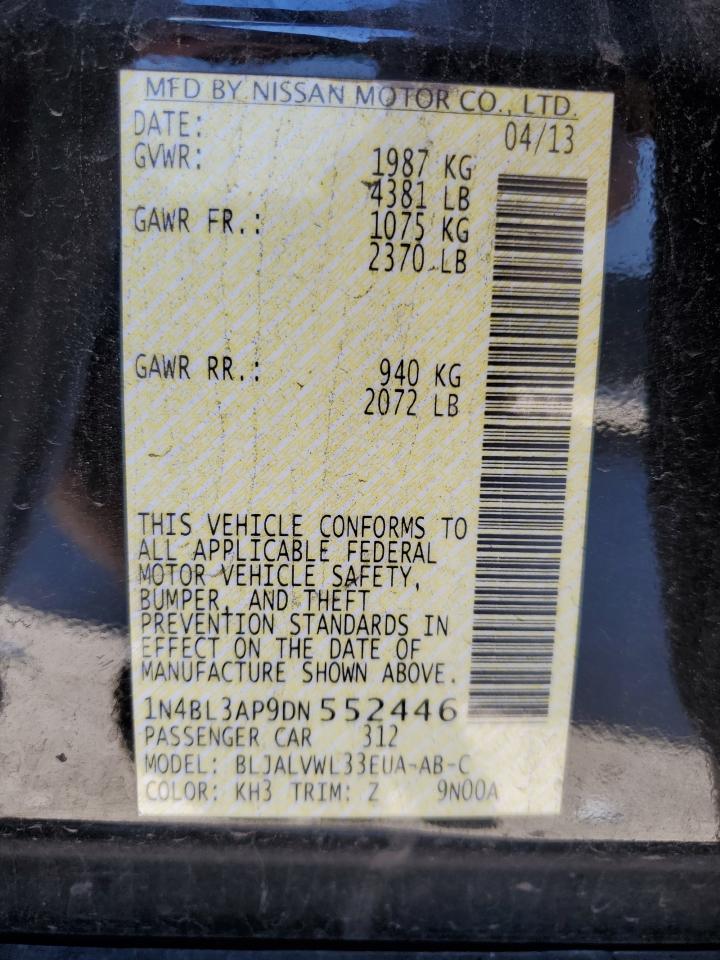 MFD BY NISSAN MOTOR CO., LTD.
DATE: 04/13
GVWR: 1987 KG
4381 LB
GAWR FR.: 1075 KG
2370 LB
GAWR RR.: 940 KG
2072 LB
THIS VEHICLE CONFORMS TO
ALL APPLICABLE FEDERAL
MOTOR VEHICLE SAFETY,
BUMPER, AND THEFT
PREVENTION STANDARDS IN
EFFECT ON THE DATE OF
MANUFACTURE SHOWN ABOVE.
1N4BL3AP9DN552446
PASSENGER CAR 312
MODEL: BLJALVWL33EUA-AB-C
COLOR: KH3 TRIM: Z 9N00A